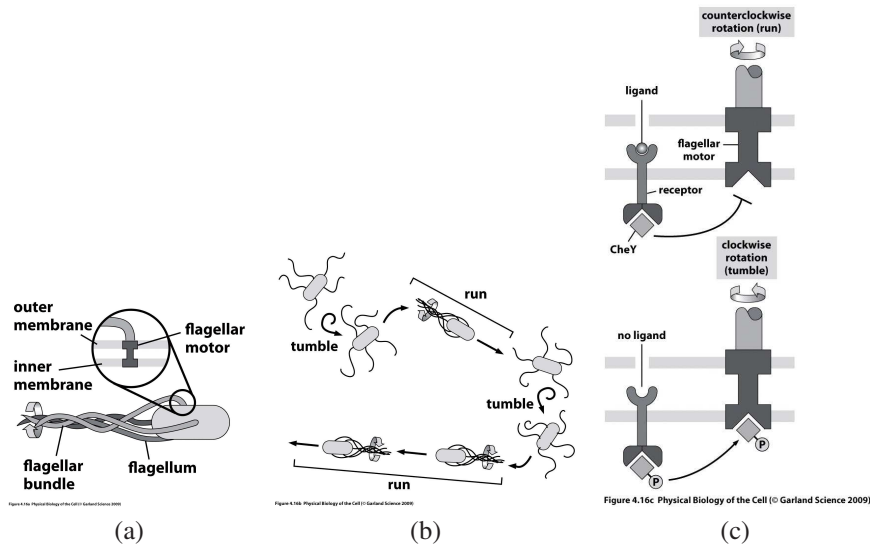 outer
membrane
flagellar
motor
inner
membrane
flagellar
bundle
flagellum
Figure 4.16a Physical Biology of the Cell (© Garland Science 2009)
(a)
run
tumble
tumble
run
Figure 4.16b Physical Biology of the Cell (© Garland Science 2009)
(b)
counterclockwise
rotation (run)
ligand
flagellar
motor
receptor
CheY
clockwise
rotation
(tumble)
no ligand
P
P
Figure 4.16c Physical Biology of the Cell (© Garland Science 2009)
(c)